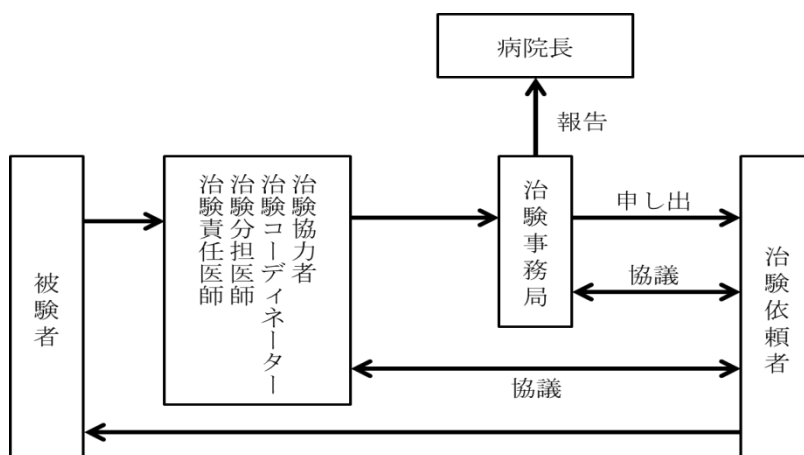 病院長
報告
被験者
治験協力者
治験コーディネーター
治験分担医師
治験責任医師
治験事務局
申し出
協議
協議
治験依頼者